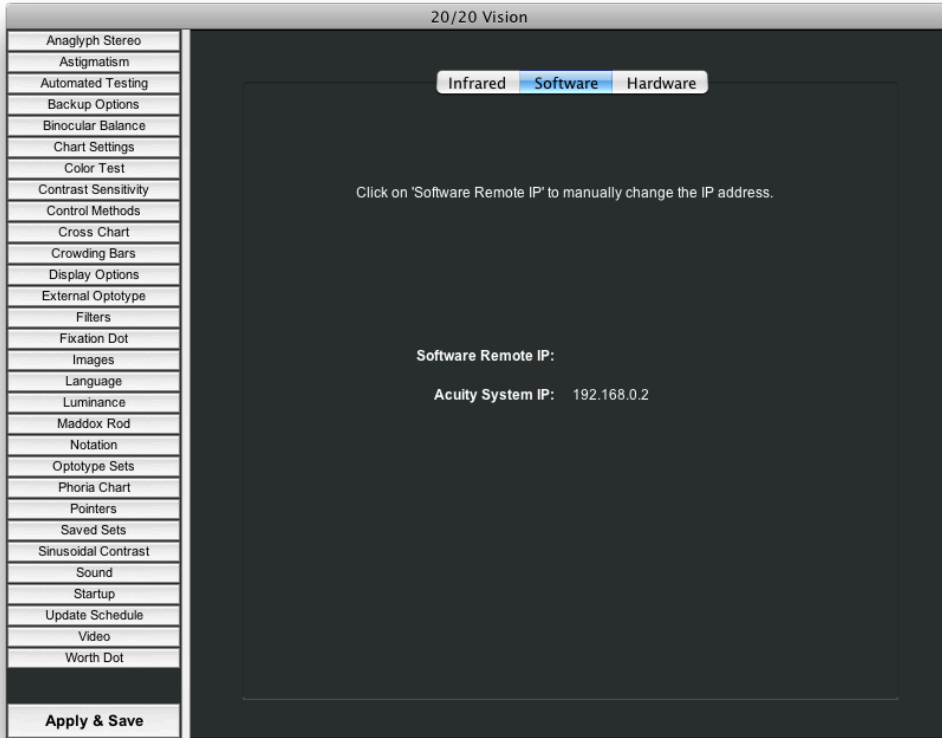 20/20 Vision
Anaglyph Stereo
Astigmatism
Automated Testing
Backup Options
Binocular Balance
Chart Settings
Color Test
Contrast Sensitivity
Control Methods
Cross Chart
Crowding Bars
Display Options
External Optotype
Filters
Fixation Dot
Images
Language
Luminance
Maddox Rod
Notation
Optotype Sets
Phoria Chart
Pointers
Saved Sets
Sinusoidal Contrast
Sound
Startup
Update Schedule
Video
Worth Dot
Apply & Save
Infrared Software Hardware
Click on 'Software Remote IP' to manually change the IP address.
Software Remote IP:
Acuity System IP: 192.168.0.2